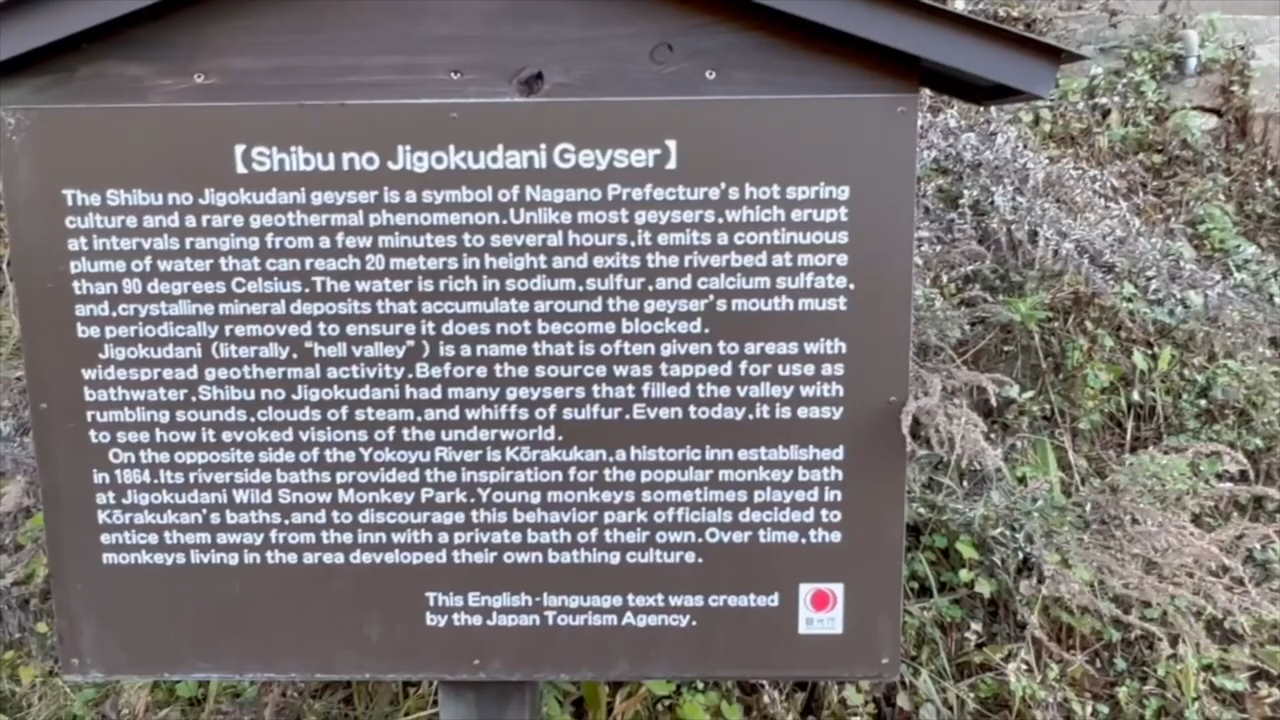 【Shibu no Jigokudani Geyser】
The Shibu no Jigokudani geyser is a symbol of Nagano Prefecture's hot spring
culture and a rare geothermal phenomenon.Unlike most geysers,which erupt
at intervals ranging from a few minutes to several hours,it emits a continuous
plume of water that can reach 20 meters in height and exits the riverbed at more
than 90 degrees Celsius.The water is rich in sodium,sulfur,and calcium sulfate,
and,crystalline mineral deposits that accumulate around the geyser's mouth must
be periodically removed to ensure it does not become blocked.
Jigokudani (literally, “hell valley” ) is a name that is often given to areas with
widespread geothermal activity.Before the source was tapped for use as
bathwater,Shibu no Jigokudani had many geysers that filled the valley with
rumbling sounds,clouds of steam,and whiffs of sulfur.Even today,it is easy
to see how it evoked visions of the underworld.
On the opposite side of the Yokoyu River is Kōrakukan,a historic inn established
in 1864.Its riverside baths provided the inspiration for the popular monkey bath
at Jigokudani Wild Snow Monkey Park.Young monkeys sometimes played in
Kōrakukan's baths,and to discourage this behavior park officials decided to
entice them away from the inn with a private bath of their own.Over time,the
monkeys living in the area developed their own bathing culture.
This English-language text was created
by the Japan Tourism Agency.
観光庁